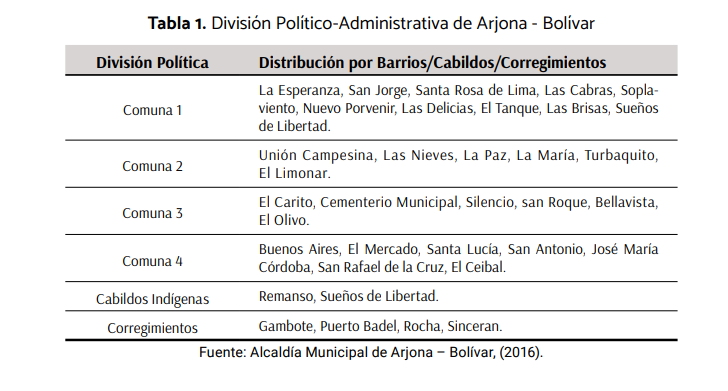 Tabla 1. División Político-Administrativa de Arjona - Bolívar
División Política Distribución por Barrios/Cabildos/Corregimientos
Comuna 1
La Esperanza, San Jorge, Santa Rosa de Lima, Las Cabras, Sopla-
viento, Nuevo Porvenir, Las Delicias, El Tanque, Las Brisas, Sueños
de Libertad.
Comuna 2
Unión Campesina, Las Nieves, La Paz, La María, Turbaquito,
El Limonar.
Comuna 3
El Carito, Cementerio Municipal, Silencio, san Roque, Bellavista,
El Olivo.
Comuna 4
Buenos Aires, El Mercado, Santa Lucía, San Antonio, José María
Córdoba, San Rafael de la Cruz, El Ceibal.
Cabildos Indígenas Remanso, Sueños de Libertad.
Corregimientos Gambote, Puerto Badel, Rocha, Sinceran.
Fuente: Alcaldía Municipal de Arjona – Bolívar, (2016).